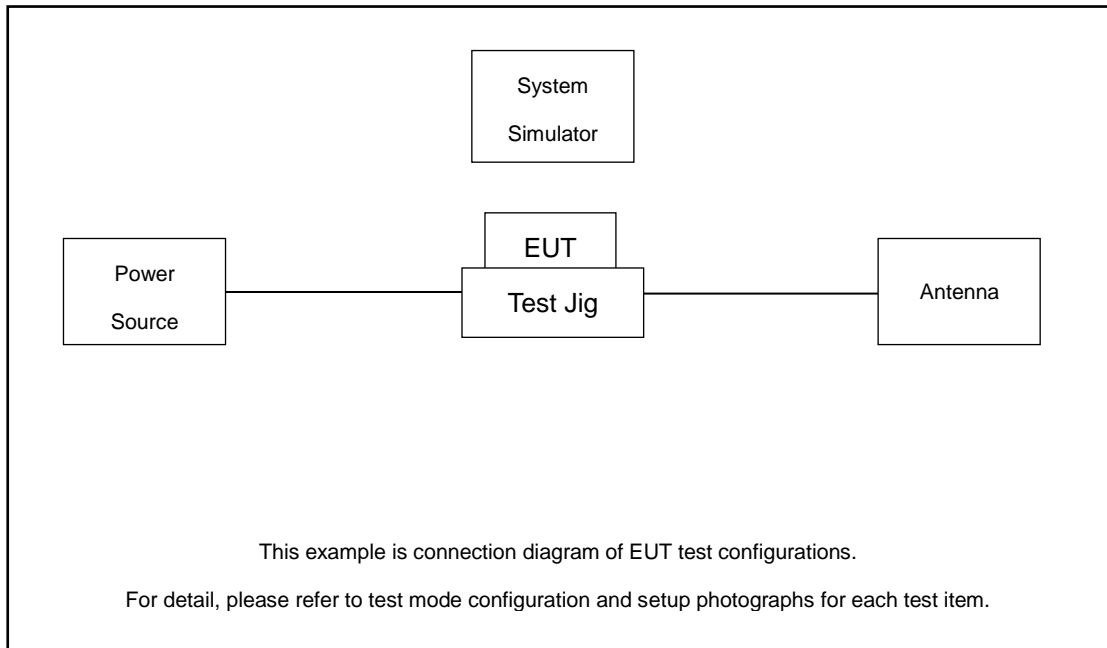 System
Simulator
EUT
Test Jig
Power
Source
Antenna
This example is connection diagram of EUT test configurations.
For detail, please refer to test mode configuration and setup photographs for each test item.